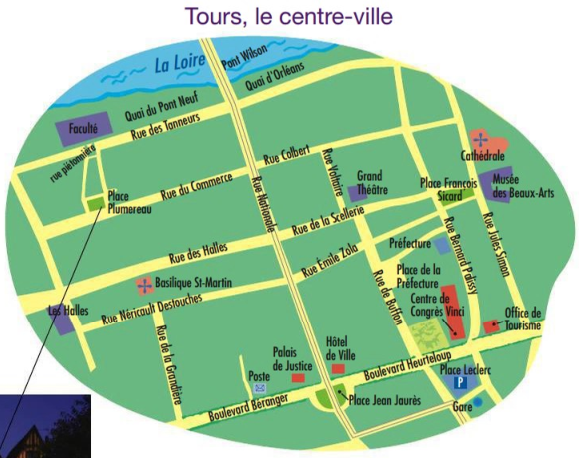 Tours, le centre-ville
La Loire
Pont Wilson
Quai d'Orléans
Quai du Pont Neuf
Rue des Tanneurs
Faculté
rue piétonnière
Place
Plumereau
Rue du Commerce
Rue Colbert
Rue Voltaire
Rue Nationale
Grand
Théâtre
Cathédrale
Place François
Sicard
Musée
des Beaux-Arts
Rue de la Scellerie
Rue des Halles
Rue Émile Zola
Préfecture
Rue Bernard Palissy
Rue Jules Simon
Basilique St-Martin
Les Halles
Rue Néricault Destouches
Place de la
Préfecture
Rue de Buffon
Centre de
Congrès Vinci
Office de
Tourisme
Rue de la Grandière
Palais
de Justice
Hôtel
de Ville
Poste
Boulevard Heurteloup
Place Leclerc
P
Boulevard Béranger
Place Jean Jaurès
Gare